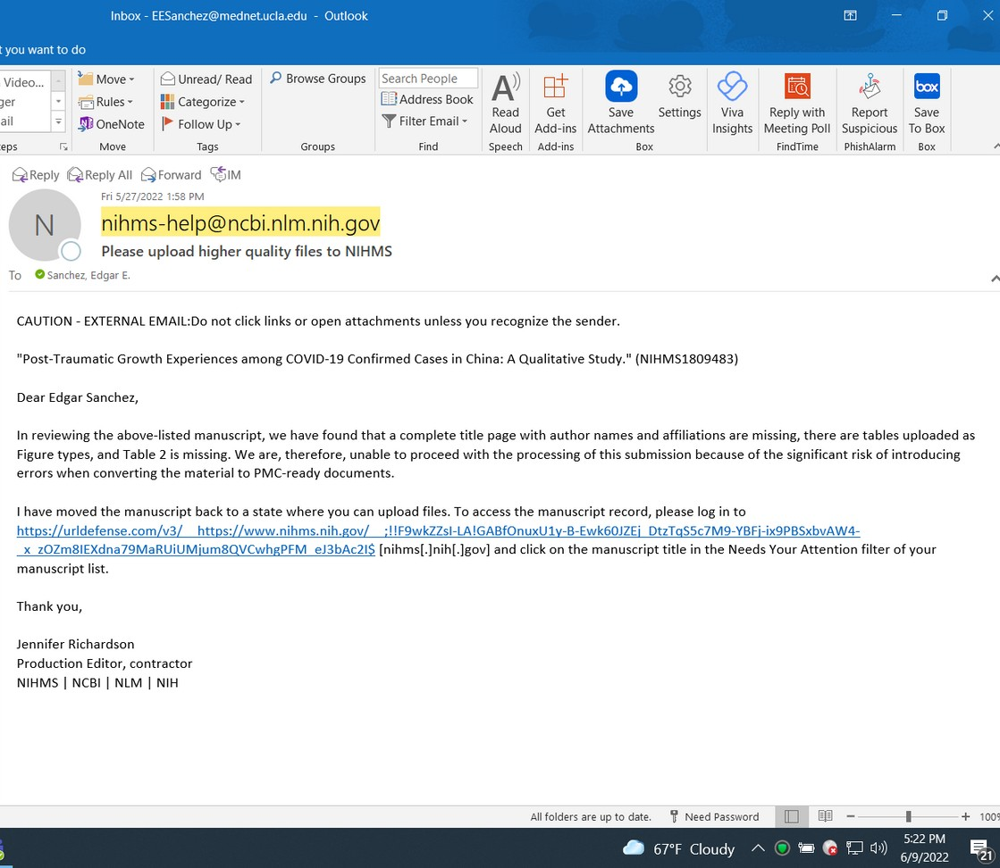 Inbox - EESanchez@mednet.ucla.edu - Outlook
t you want to do
Video...
ger
ail
eps
Move
Rules
OneNote
Move
Unread/ Read
Categorize
Follow Up
Tags
Browse Groups
Groups
Search People
Address Book
Filter Email
Find
A
Read
Aloud
Speech
Get
Add-ins
Add-ins
Save
Attachments
Settings
Box
Viva
Insights
Reply with
Meeting Poll
FindTime
Report
Suspicious
PhishAlarm
box
Save
To Box
Box
Reply Reply All Forward IM
Fri 5/27/2022 1:58 PM
N
nihms-help@ncbi.nlm.nih.gov
Please upload higher quality files to NIHMS
To Sanchez, Edgar E.
CAUTION - EXTERNAL EMAIL:Do not click links or open attachments unless you recognize the sender.
"Post-Traumatic Growth Experiences among COVID-19 Confirmed Cases in China: A Qualitative Study." (NIHMS1809483)
Dear Edgar Sanchez,
In reviewing the above-listed manuscript, we have found that a complete title page with author names and affiliations are missing, there are tables uploaded as
Figure types, and Table 2 is missing. We are, therefore, unable to proceed with the processing of this submission because of the significant risk of introducing
errors when converting the material to PMC-ready documents.
I have moved the manuscript back to a state where you can upload files. To access the manuscript record, please log in to
https://urldefense.com/v3/__https://www.nihms.nih.gov/__;!!F9wkZZsI-LA!GABfOnuxU1y-B-Ewk60JZEj_DtzTqS5c7M9-YBFj-ix9PBSxbvAW4-
_x_zOZm8IEXdna79MaRUiUMjum8QVCwhgPFM_eJ3bAc2I$ [nihms[.]nih[.]gov] and click on the manuscript title in the Needs Your Attention filter of your
manuscript list.
Thank you,
Jennifer Richardson
Production Editor, contractor
NIHMS | NCBI | NLM | NIH
All folders are up to date. Need Password 100%
67°F Cloudy
5:22 PM
6/9/2022
21